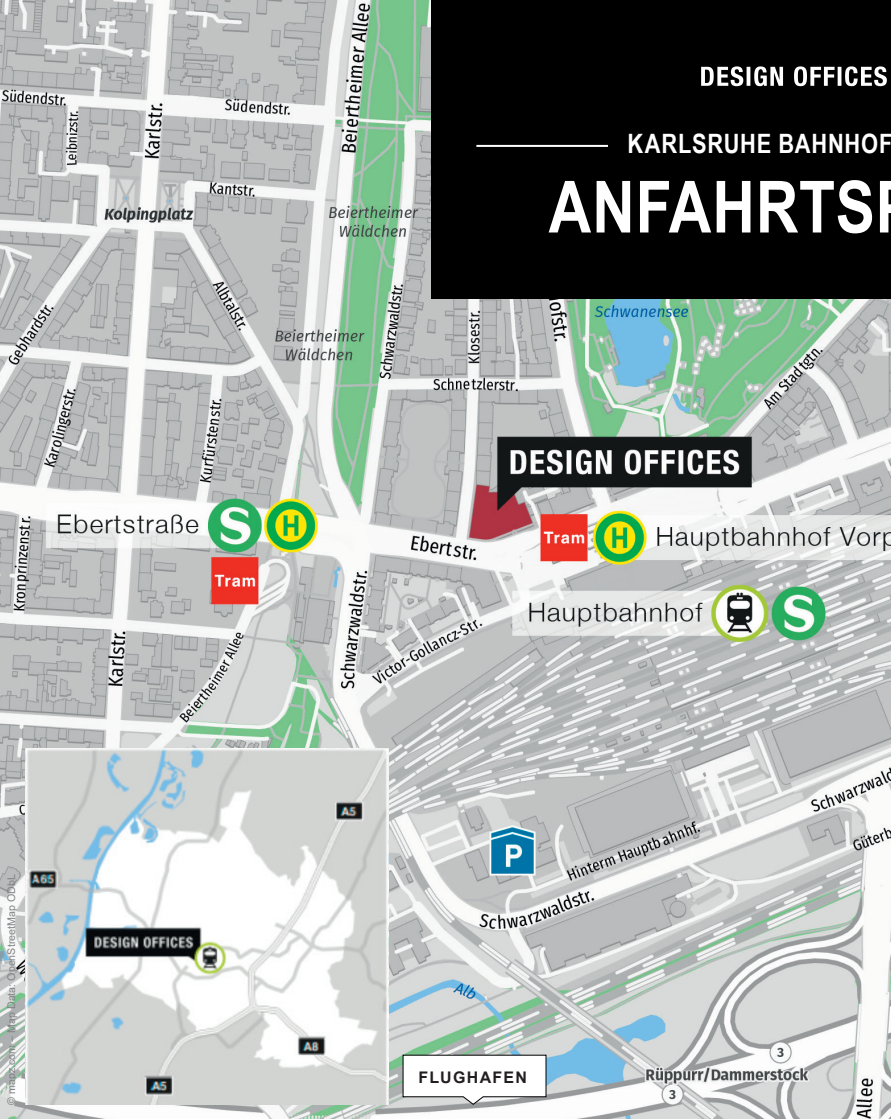 DESIGN OFFICES
KARLSRUHE BAHNHOF
ANFAHRTS
Beiertheimer Allee
Südendstr.
Südendstr.
Karlstr.
Leibnizstr.
Kantstr.
Kolpingplatz
Beiertheimer
Wäldchen
Albtalstr.
Gebhardstr.
Schwarzwaldstr.
Klosestr.
ofstr.
Schwanensee
Beiertheimer
Wäldchen
Am Stadtgtn.
Schnetzlerstr.
Karolingerstr.
Kurfürstenstr.
DESIGN OFFICES
Ebertstraße
S
H
Tram
Ebertstr.
Tram
H
Hauptbahnhof Vorp
Kronprinzenstr.
Hauptbahnhof
S
Schwarzwaldstr.
Victor-Gollancz-Str.
Karlstr.
Beiertheimer Allee
Schwarzwald
P
Hinterm Hauptbahnhf.
Güterb
Schwarzwaldstr.
A5
A65
DESIGN OFFICES
A8
A5
Alb
3
Rüppurr/Dammerstock
3
FLUGHAFEN
Allee